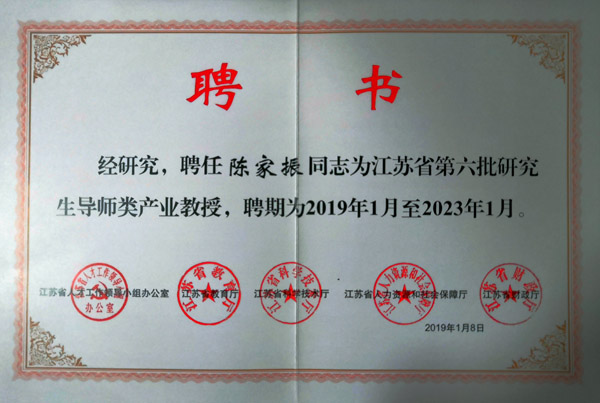 聘书
经研究，聘任陈家振同志为江苏省第六批研究
生导师类产业教授，聘期为2019年1月至2023年1月。
江苏省人才工作领导小组办公室 江苏省教育厅 江苏省科学技术厅 江苏省人力资源和社会保障厅 江苏省财政厅
2019年1月8日